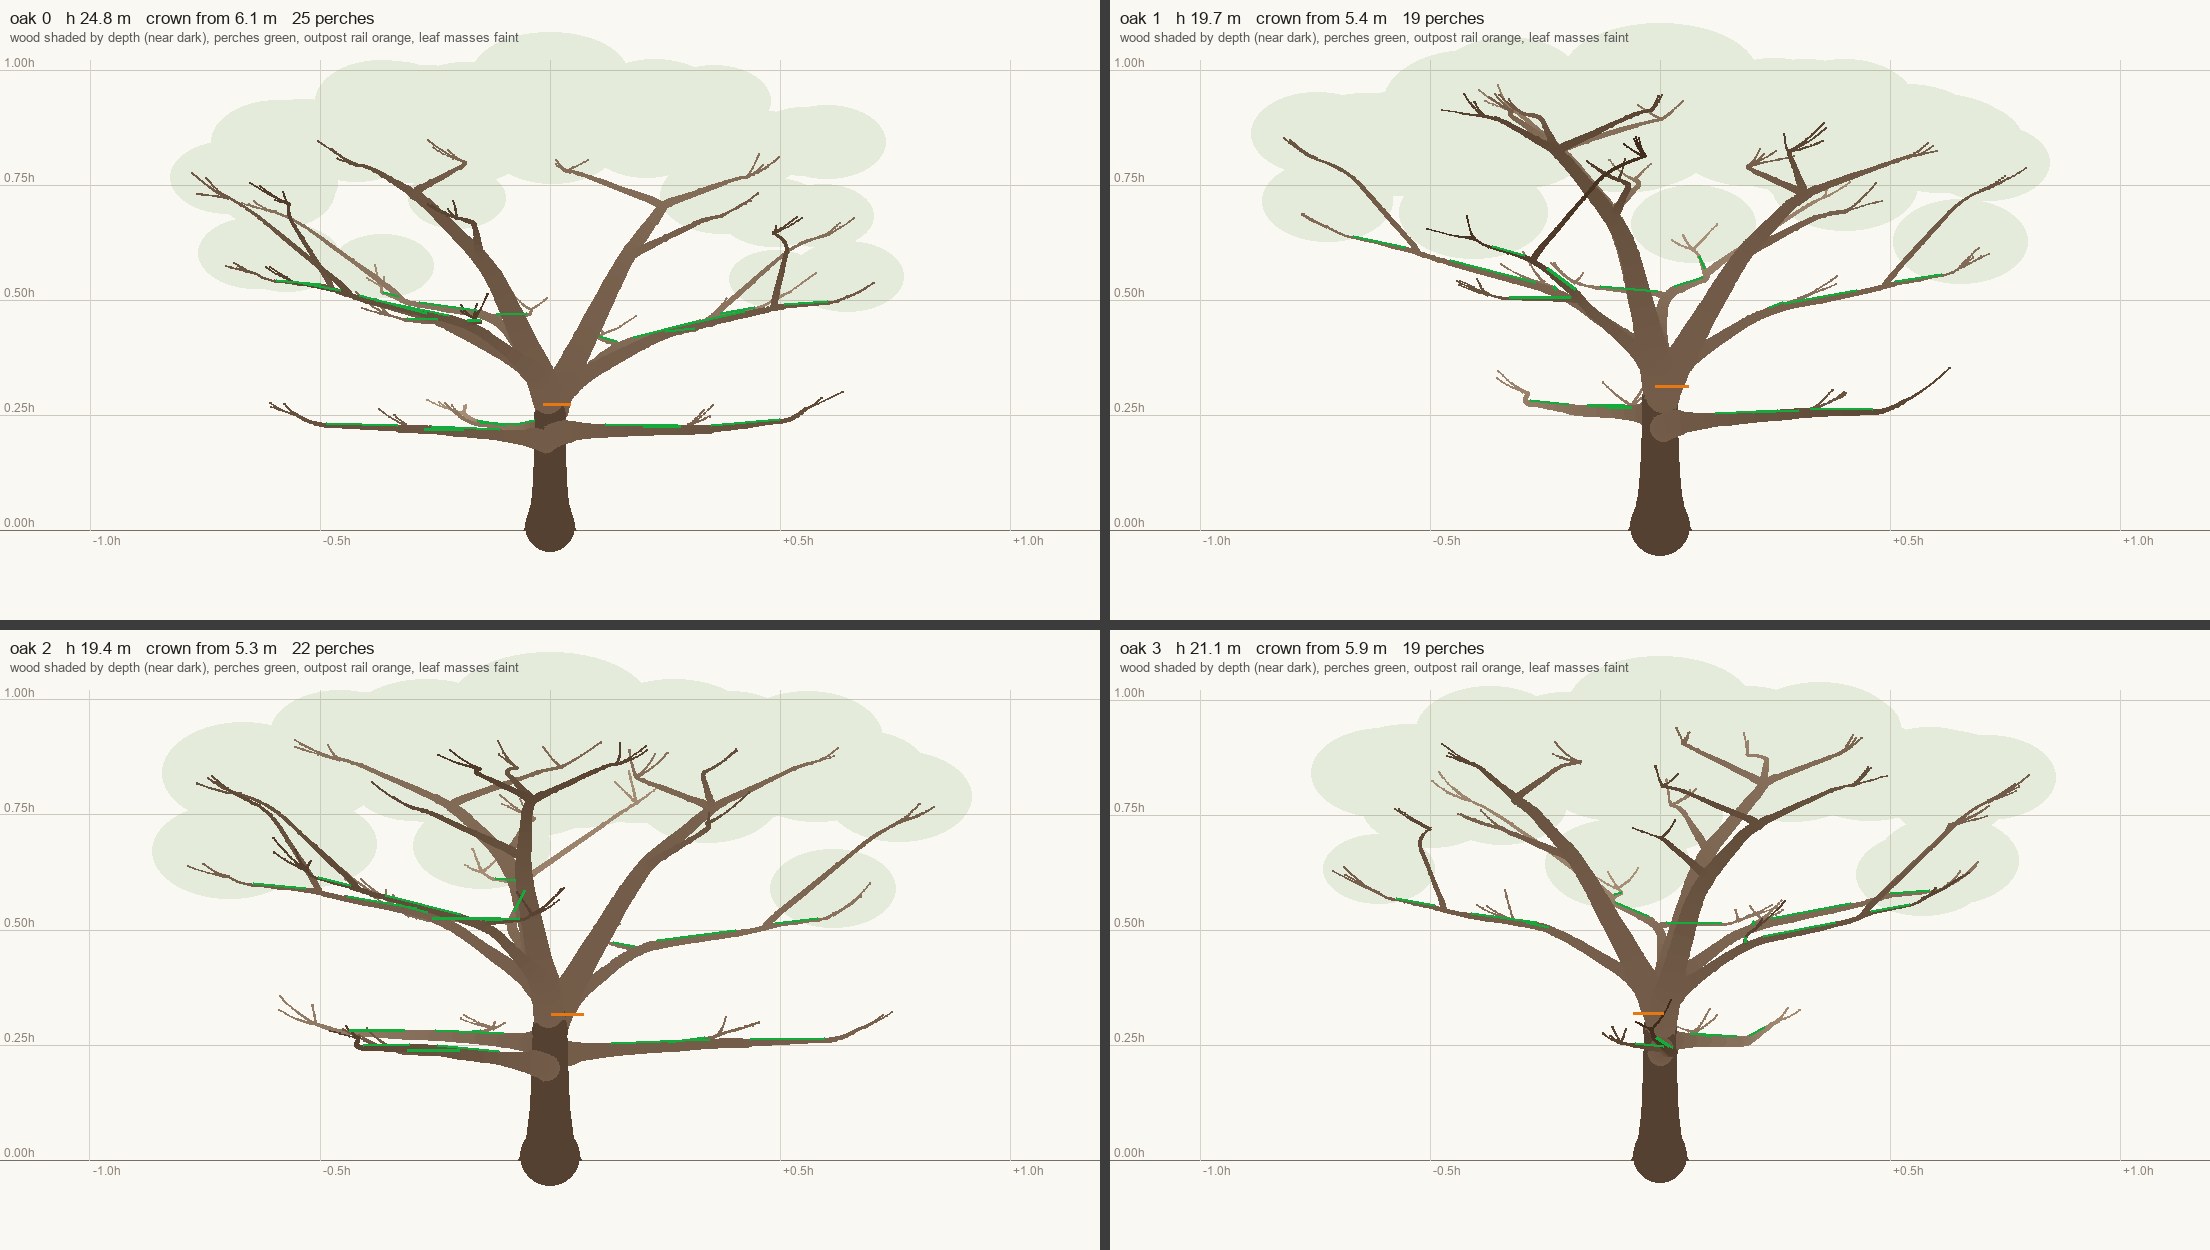 oak 0 h 24.8 m crown from 6.1 m 25 perches
wood shaded by depth (near dark), perches green, outpost rail orange, leaf masses faint
1.00h
0.75h
0.50h
0.25h
0.00h
-1.0h
-0.5h
+0.5h
+1.0h
oak 1 h 19.7 m crown from 5.4 m 19 perches
wood shaded by depth (near dark), perches green, outpost rail orange, leaf masses faint
1.00h
0.75h
0.50h
0.25h
0.00h
-1.0h
-0.5h
+0.5h
+1.0h
oak 2 h 19.4 m crown from 5.3 m 22 perches
wood shaded by depth (near dark), perches green, outpost rail orange, leaf masses faint
1.00h
0.75h
0.50h
0.25h
0.00h
-1.0h
-0.5h
+0.5h
+1.0h
oak 3 h 21.1 m crown from 5.9 m 19 perches
wood shaded by depth (near dark), perches green, outpost rail orange, leaf masses faint
1.00h
0.75h
0.50h
0.25h
0.00h
-1.0h
-0.5h
+0.5h
+1.0h